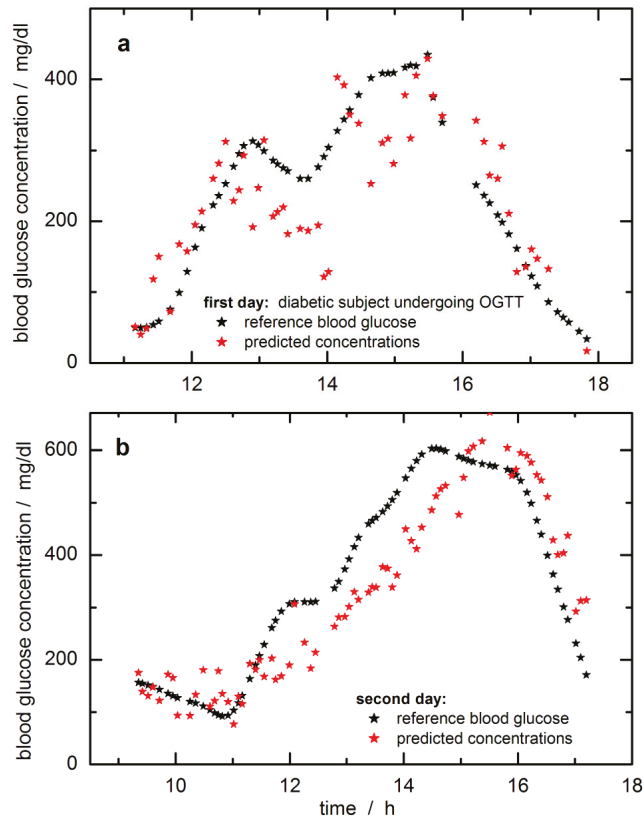 a
blood glucose concentration / mg/dl
400
200
0
first day: diabetic subject undergoing OGTT
reference blood glucose
predicted concentrations
12 14 16 18
b
blood glucose concentration / mg/dl
600
400
200
0
second day:
reference blood glucose
predicted concentrations
10 12 14 16 18
time / h